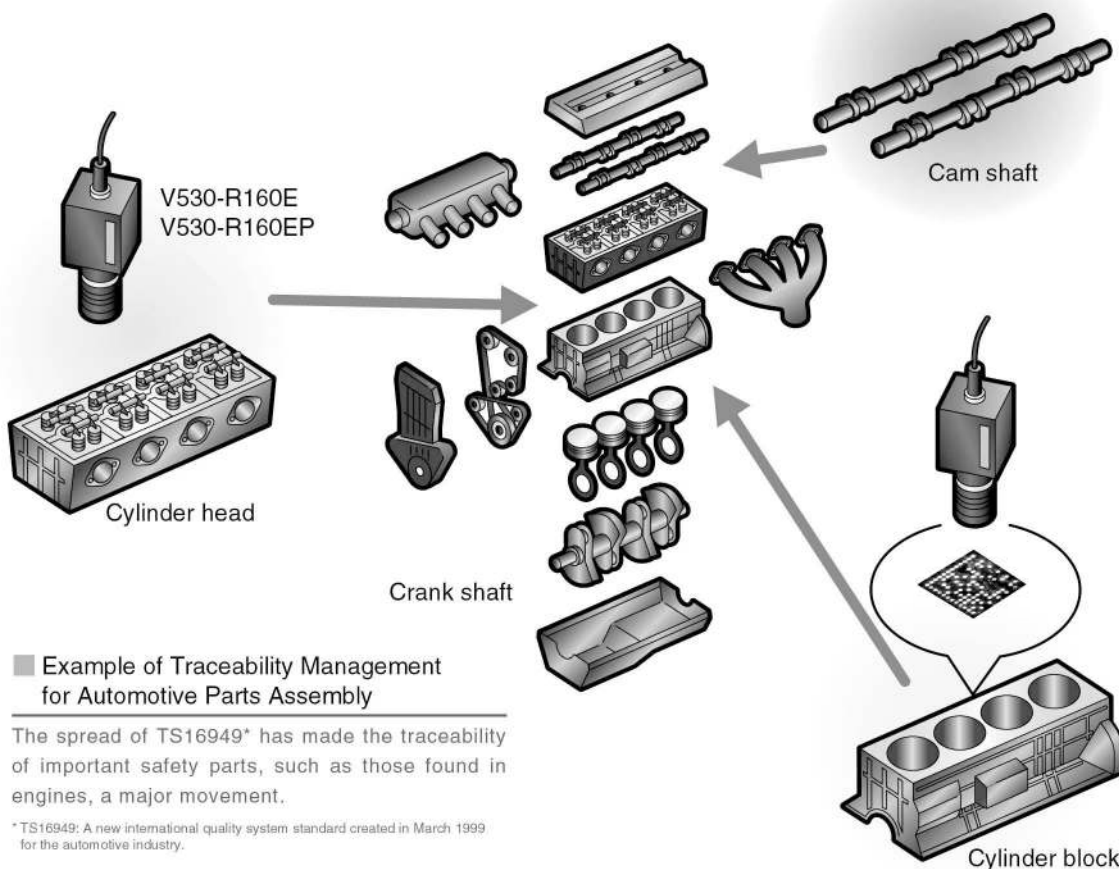 Cam shaft
V530-R160E
V530-R160EP
Cylinder head
Crank shaft
Example of Traceability Management
for Automotive Parts Assembly
The spread of TS16949* has made the traceability
of important safety parts, such as those found in
engines, a major movement.
* TS16949: A new international quality system standard created in March 1999
for the automotive industry.
Cylinder block